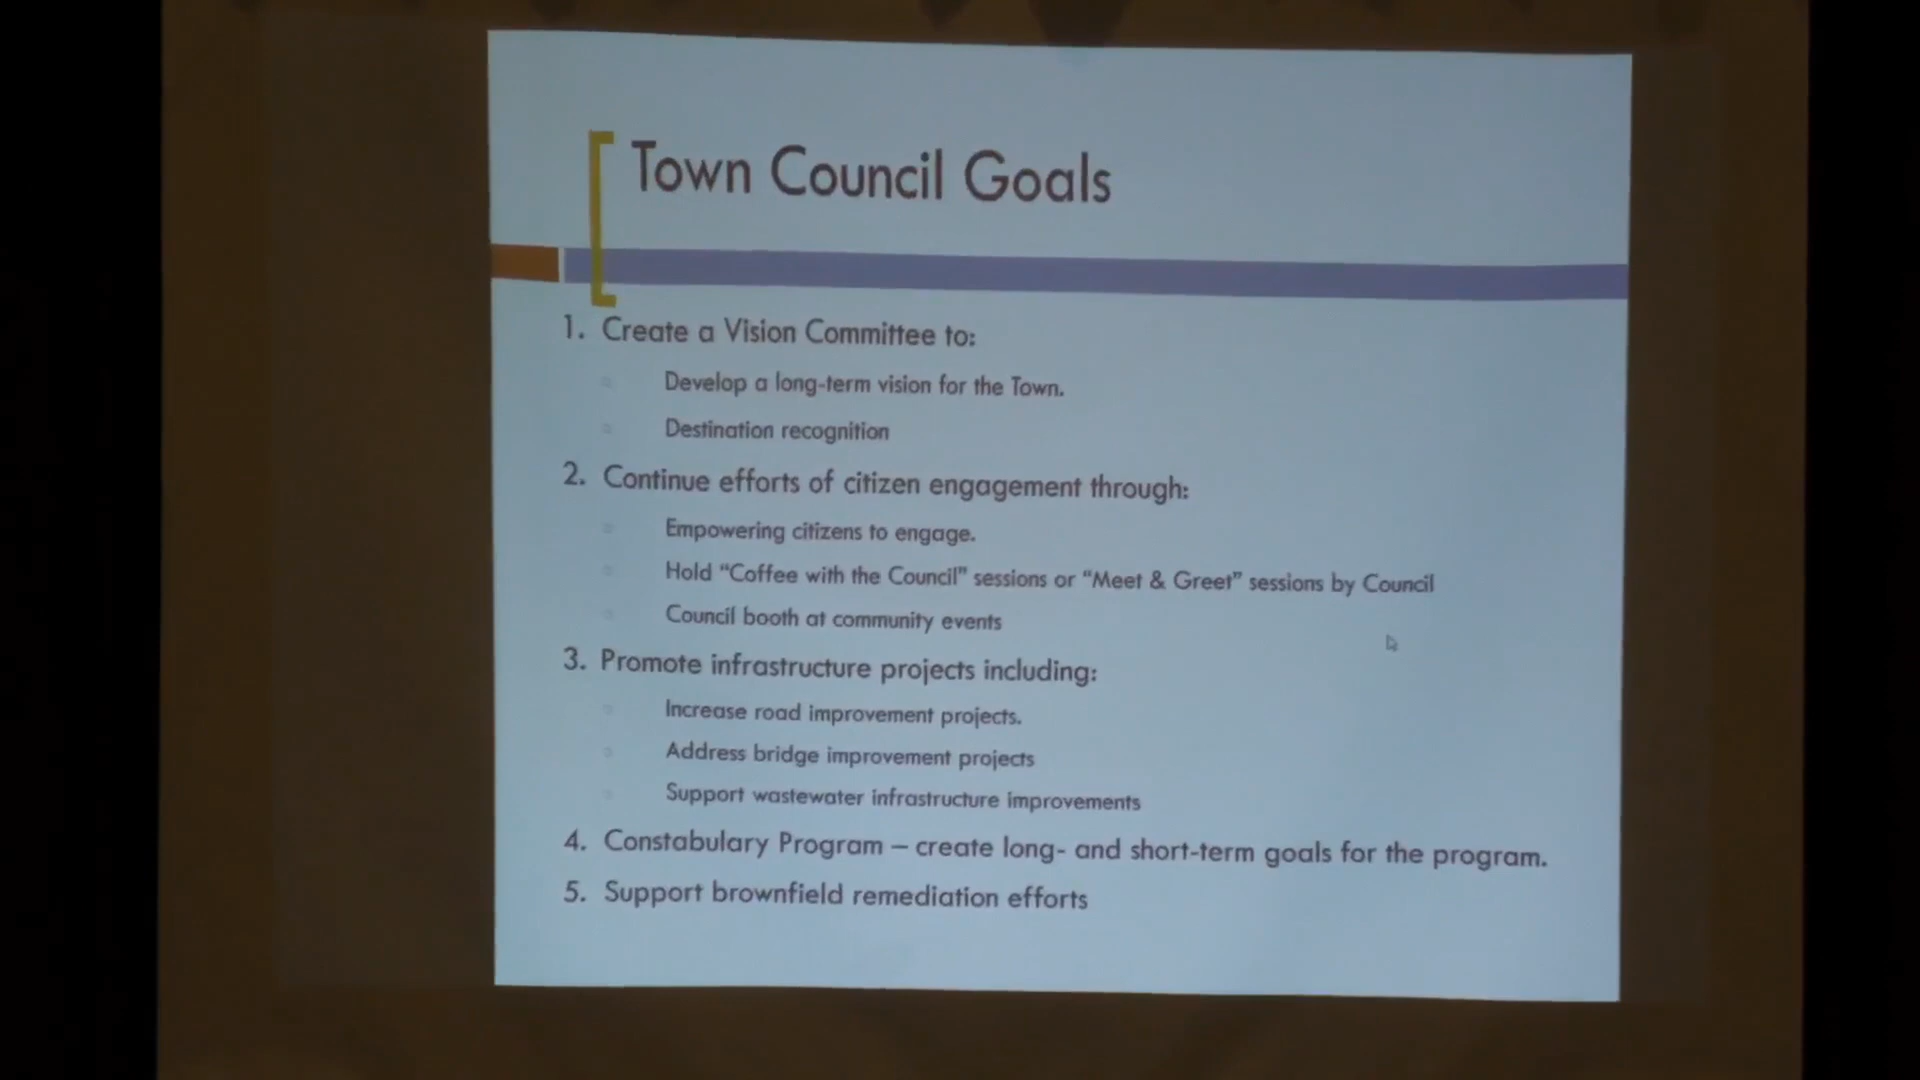 Town Council Goals
1. Create a Vision Committee to:
Develop a long-term vision for the Town.
Destination recognition
2. Continue efforts of citizen engagement through:
Empowering citizens to engage.
Hold “Coffee with the Council” sessions or “Meet & Greet” sessions by Council
Council booth at community events
3. Promote infrastructure projects including:
Increase road improvement projects.
Address bridge improvement projects
Support wastewater infrastructure improvements
4. Constabulary Program – create long- and short-term goals for the program.
5. Support brownfield remediation efforts